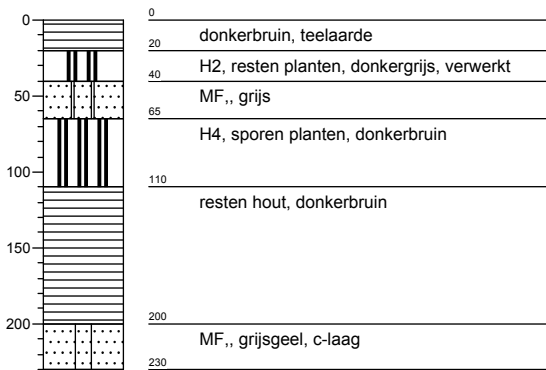 0
0
donkerbruin, teelaarde
20
H2, resten planten, donkergrijs, verwerkt
40
MF,, grijs
50
65
H4, sporen planten, donkerbruin
100
110
resten hout, donkerbruin
150
200
200
MF,, grijsgeel, c-laag
230